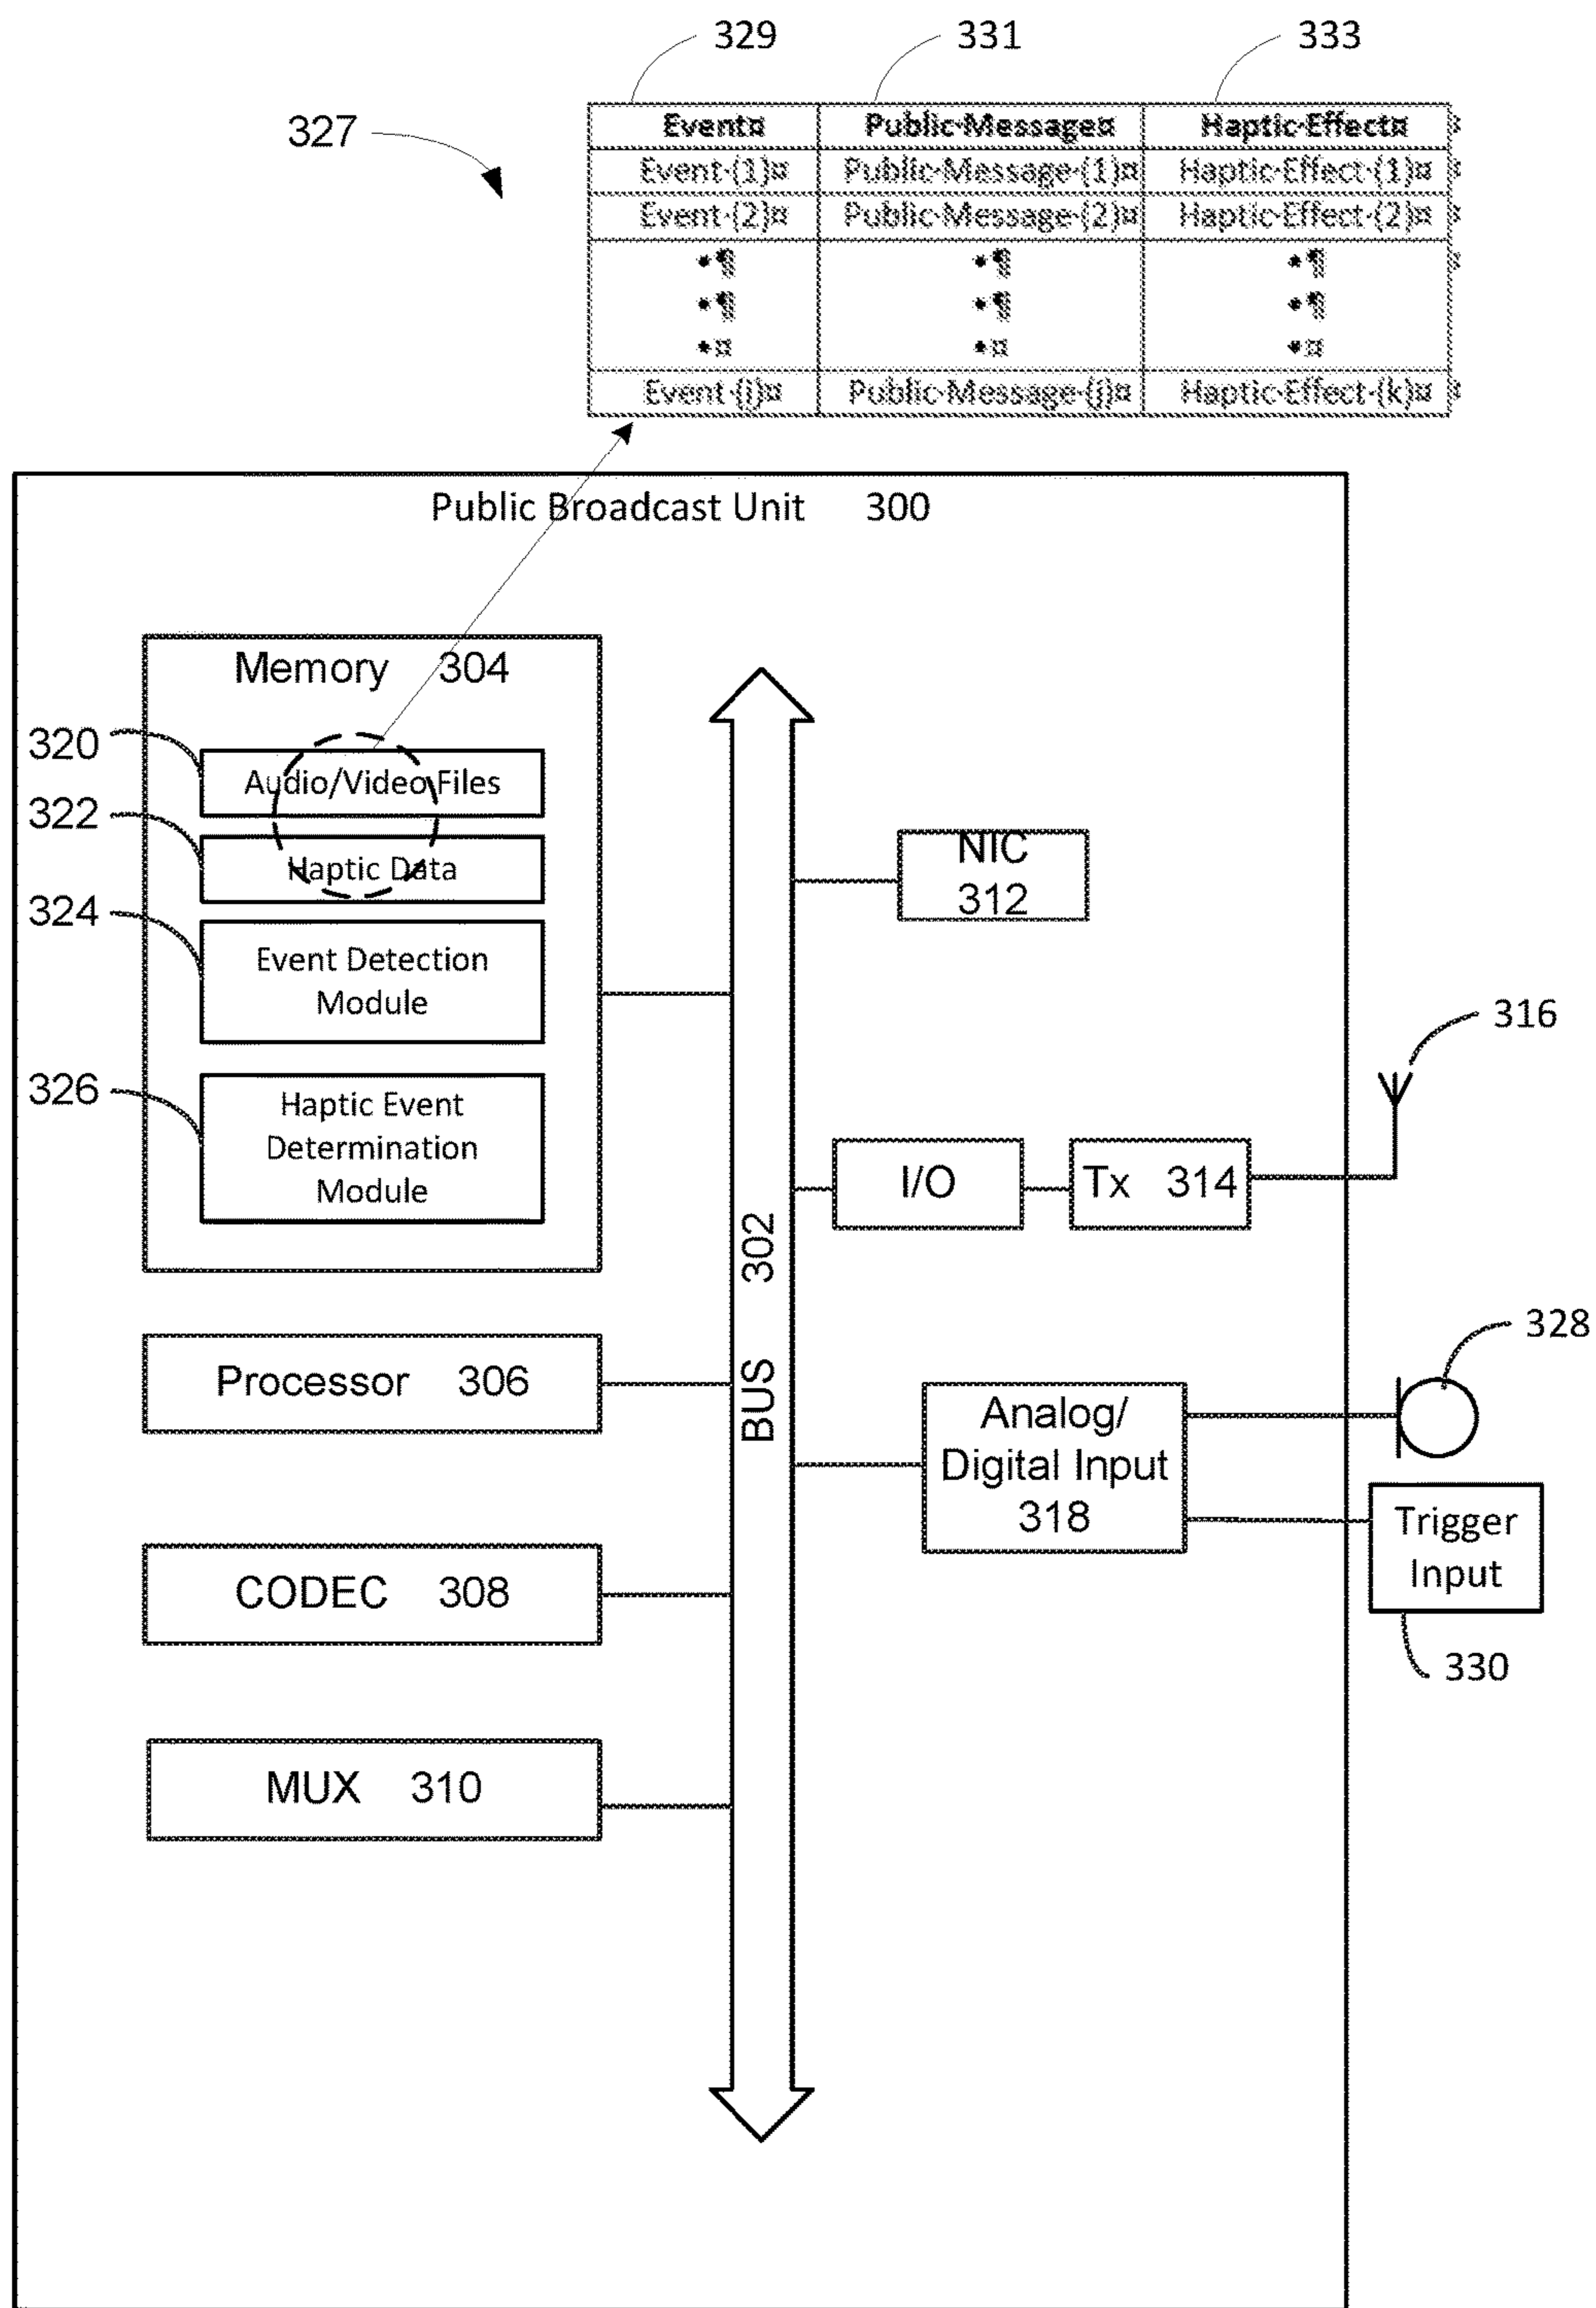 329 331 333
327
Event¤ Public·Message¤ Haptic·Effect¤
Event·(1)¤ Public·Message·(1)¤ Haptic·Effect·(1)¤
Event·(2)¤ Public·Message·(2)¤ Haptic·Effect·(2)¤
•¶ •¶ •¶
•¶ •¶ •¶
•¤ •¤ •¤
Public·Message·(j)¤ Haptic·Effect·(k)¤
Public Broadcast Unit 300
Memory 304
320
Audio/Video Files
322
Haptic Data
324
Event Detection
Module
326
Haptic Event
Determination
Module
Processor 306
CODEC 308
MUX 310
BUS 302
NIC
312
I/O
Tx 314
316
Analog/
Digital Input
318
328
Trigger
Input
330